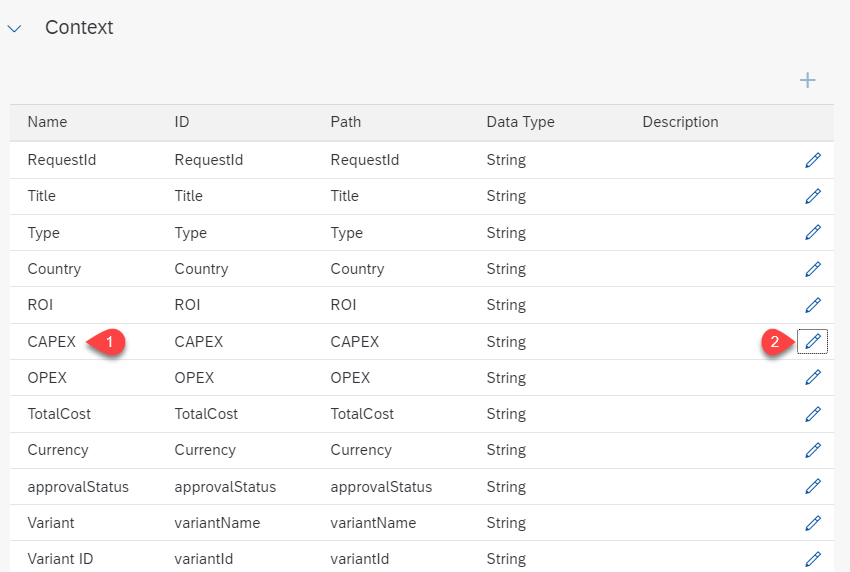 Context
Name ID Path Data Type Description
RequestId RequestId RequestId String
Title Title Title String
Type Type Type String
Country Country Country String
ROI ROI ROI String
CAPEX 1 CAPEX CAPEX String 2
OPEX OPEX OPEX String
TotalCost TotalCost TotalCost String
Currency Currency Currency String
approvalStatus approvalStatus approvalStatus String
Variant variantName variantName String
Variant ID variantId variantId String